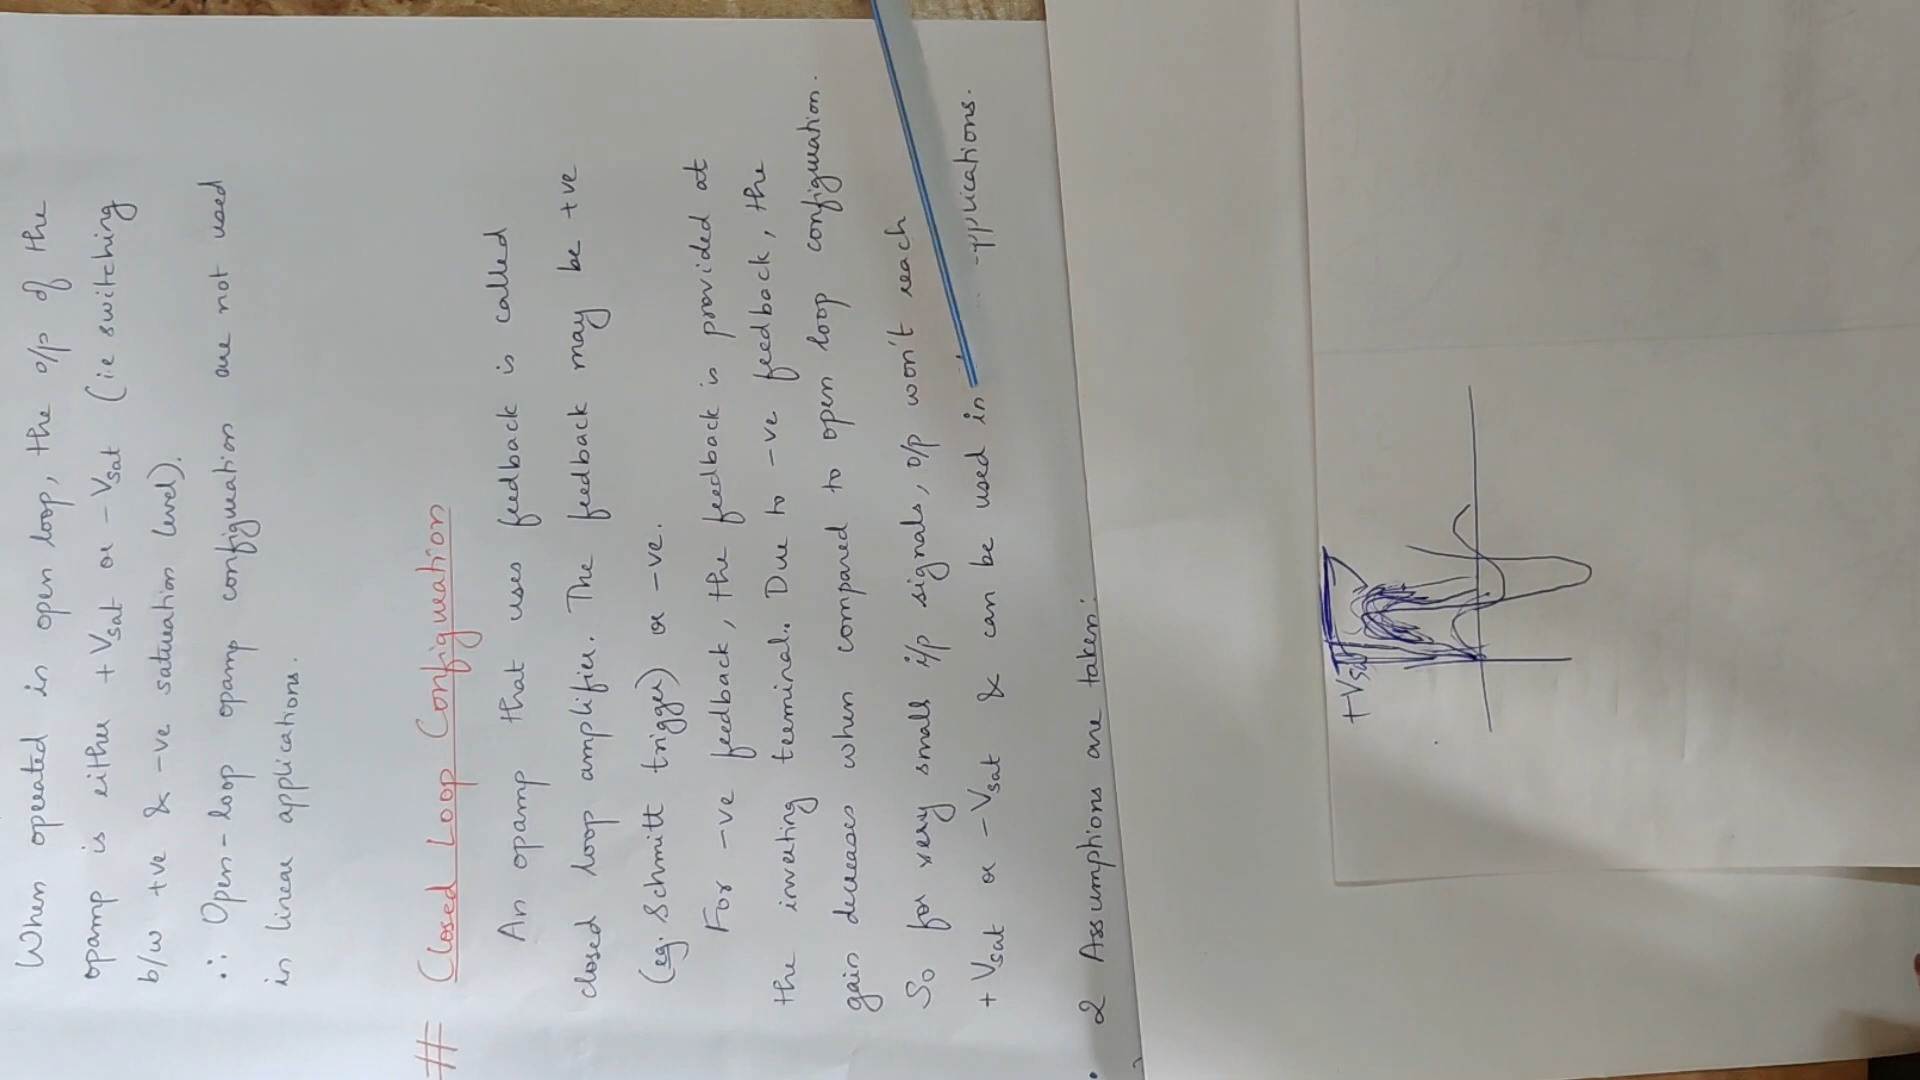 When operated in open loop, the o/p of the
opamp is either +Vsat or -Vsat (ie switching
b/w +ve & -ve saturation level).
∴ Open-loop opamp configuration are not used
in linear applications.
# Closed Loop Configuration
An opamp that uses feedback is called
closed loop amplifier. The feedback may be +ve
(eg. Schmitt trigger) or -ve.
For -ve feedback, the feedback is provided at
the inverting terminal. Due to -ve feedback, the
gain decreases when compared to open loop configuration.
So for very small i/p signals, o/p won't reach
+Vsat or -Vsat & can be used in
• 2 Assumptions are taken:
+Vsat